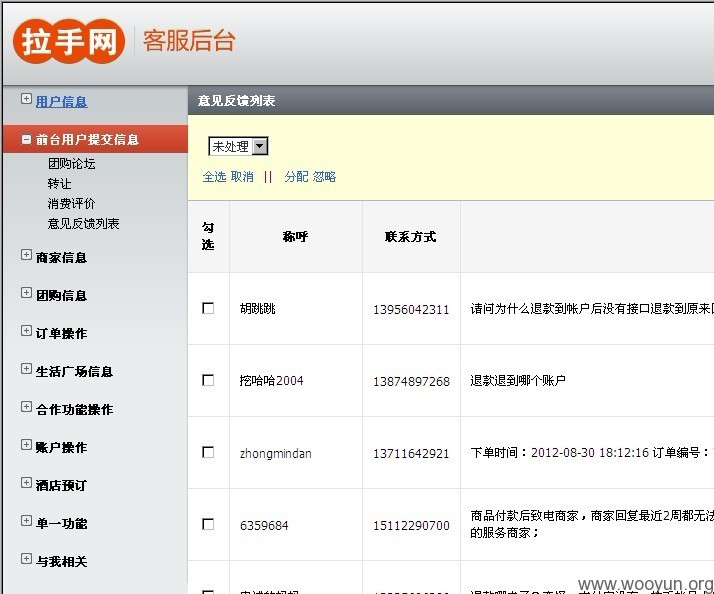 拉手网 客服后台
用户信息
前台用户提交信息
团购论坛
转让
消费评价
意见反馈列表
商家信息
团购信息
订单操作
生活广场信息
合作功能操作
账户操作
酒店预订
单一功能
与我相关
意见反馈列表
未处理
全选 取消 || 分配 忽略
勾选 称呼 联系方式
胡跳跳 13956042311 请问为什么退款到帐户后没有接口退款到原来
挖哈哈2004 13874897268 退款退到哪个账户
zhongmindan 13711642921 下单时间：2012-08-30 18:12:16 订单编号：
6359684 15112290700 商品付款后致电商家，商家回复最近2周都无法
的服务商家；
www.wooyun.org